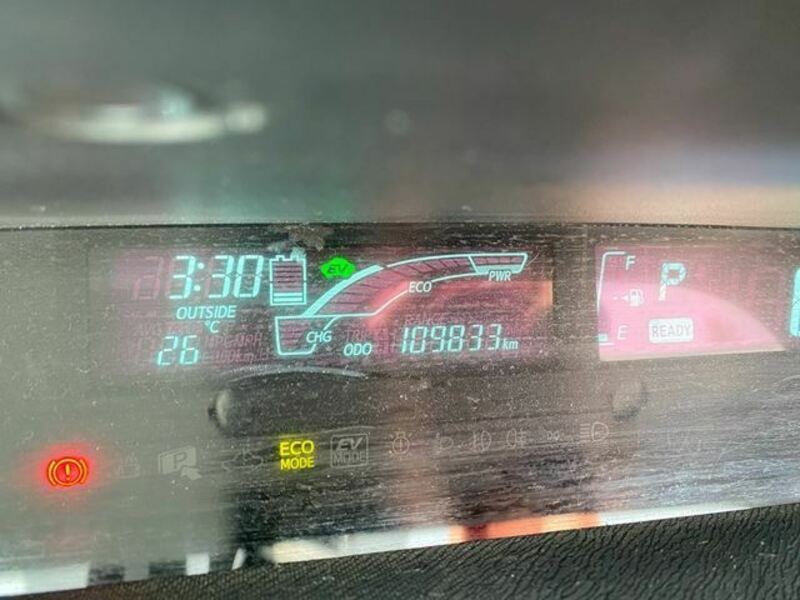 3:30
EV
PWR
ECO
OUTSIDE
°C
26
CHG
ODO
109833 km
F
P
E
READY
ECO
MODE
EV
MODE
P